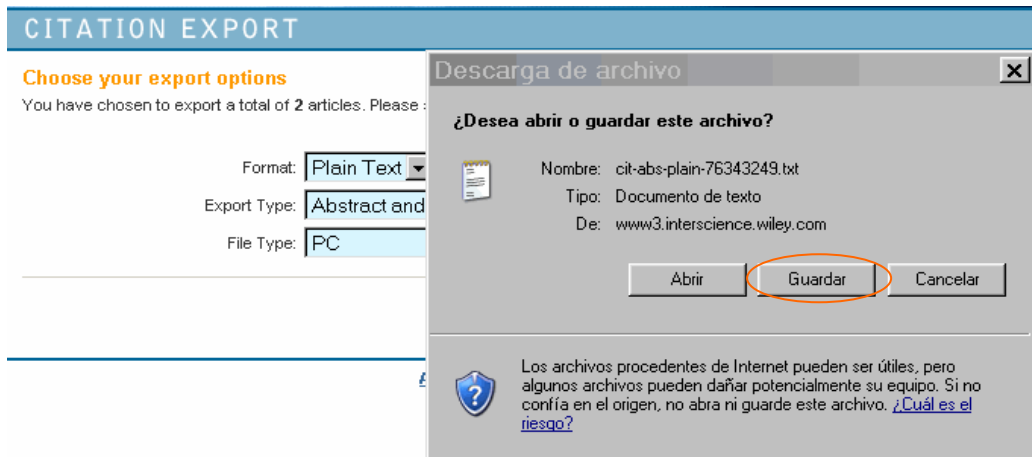 CITATION EXPORT
Choose your export options
You have chosen to export a total of 2 articles. Please
Format: Plain Text
Export Type: Abstract and
File Type: PC
Descarga de archivo
¿Desea abrir o guardar este archivo?
Nombre: cit-abs-plain-76343249.txt
Tipo: Documento de texto
De: www3.interscience.wiley.com
Abrir Guardar Cancelar
Los archivos procedentes de Internet pueden ser útiles, pero
algunos archivos pueden dañar potencialmente su equipo. Si no
confía en el origen, no abra ni guarde este archivo. ¿Cuál es el
riesgo?